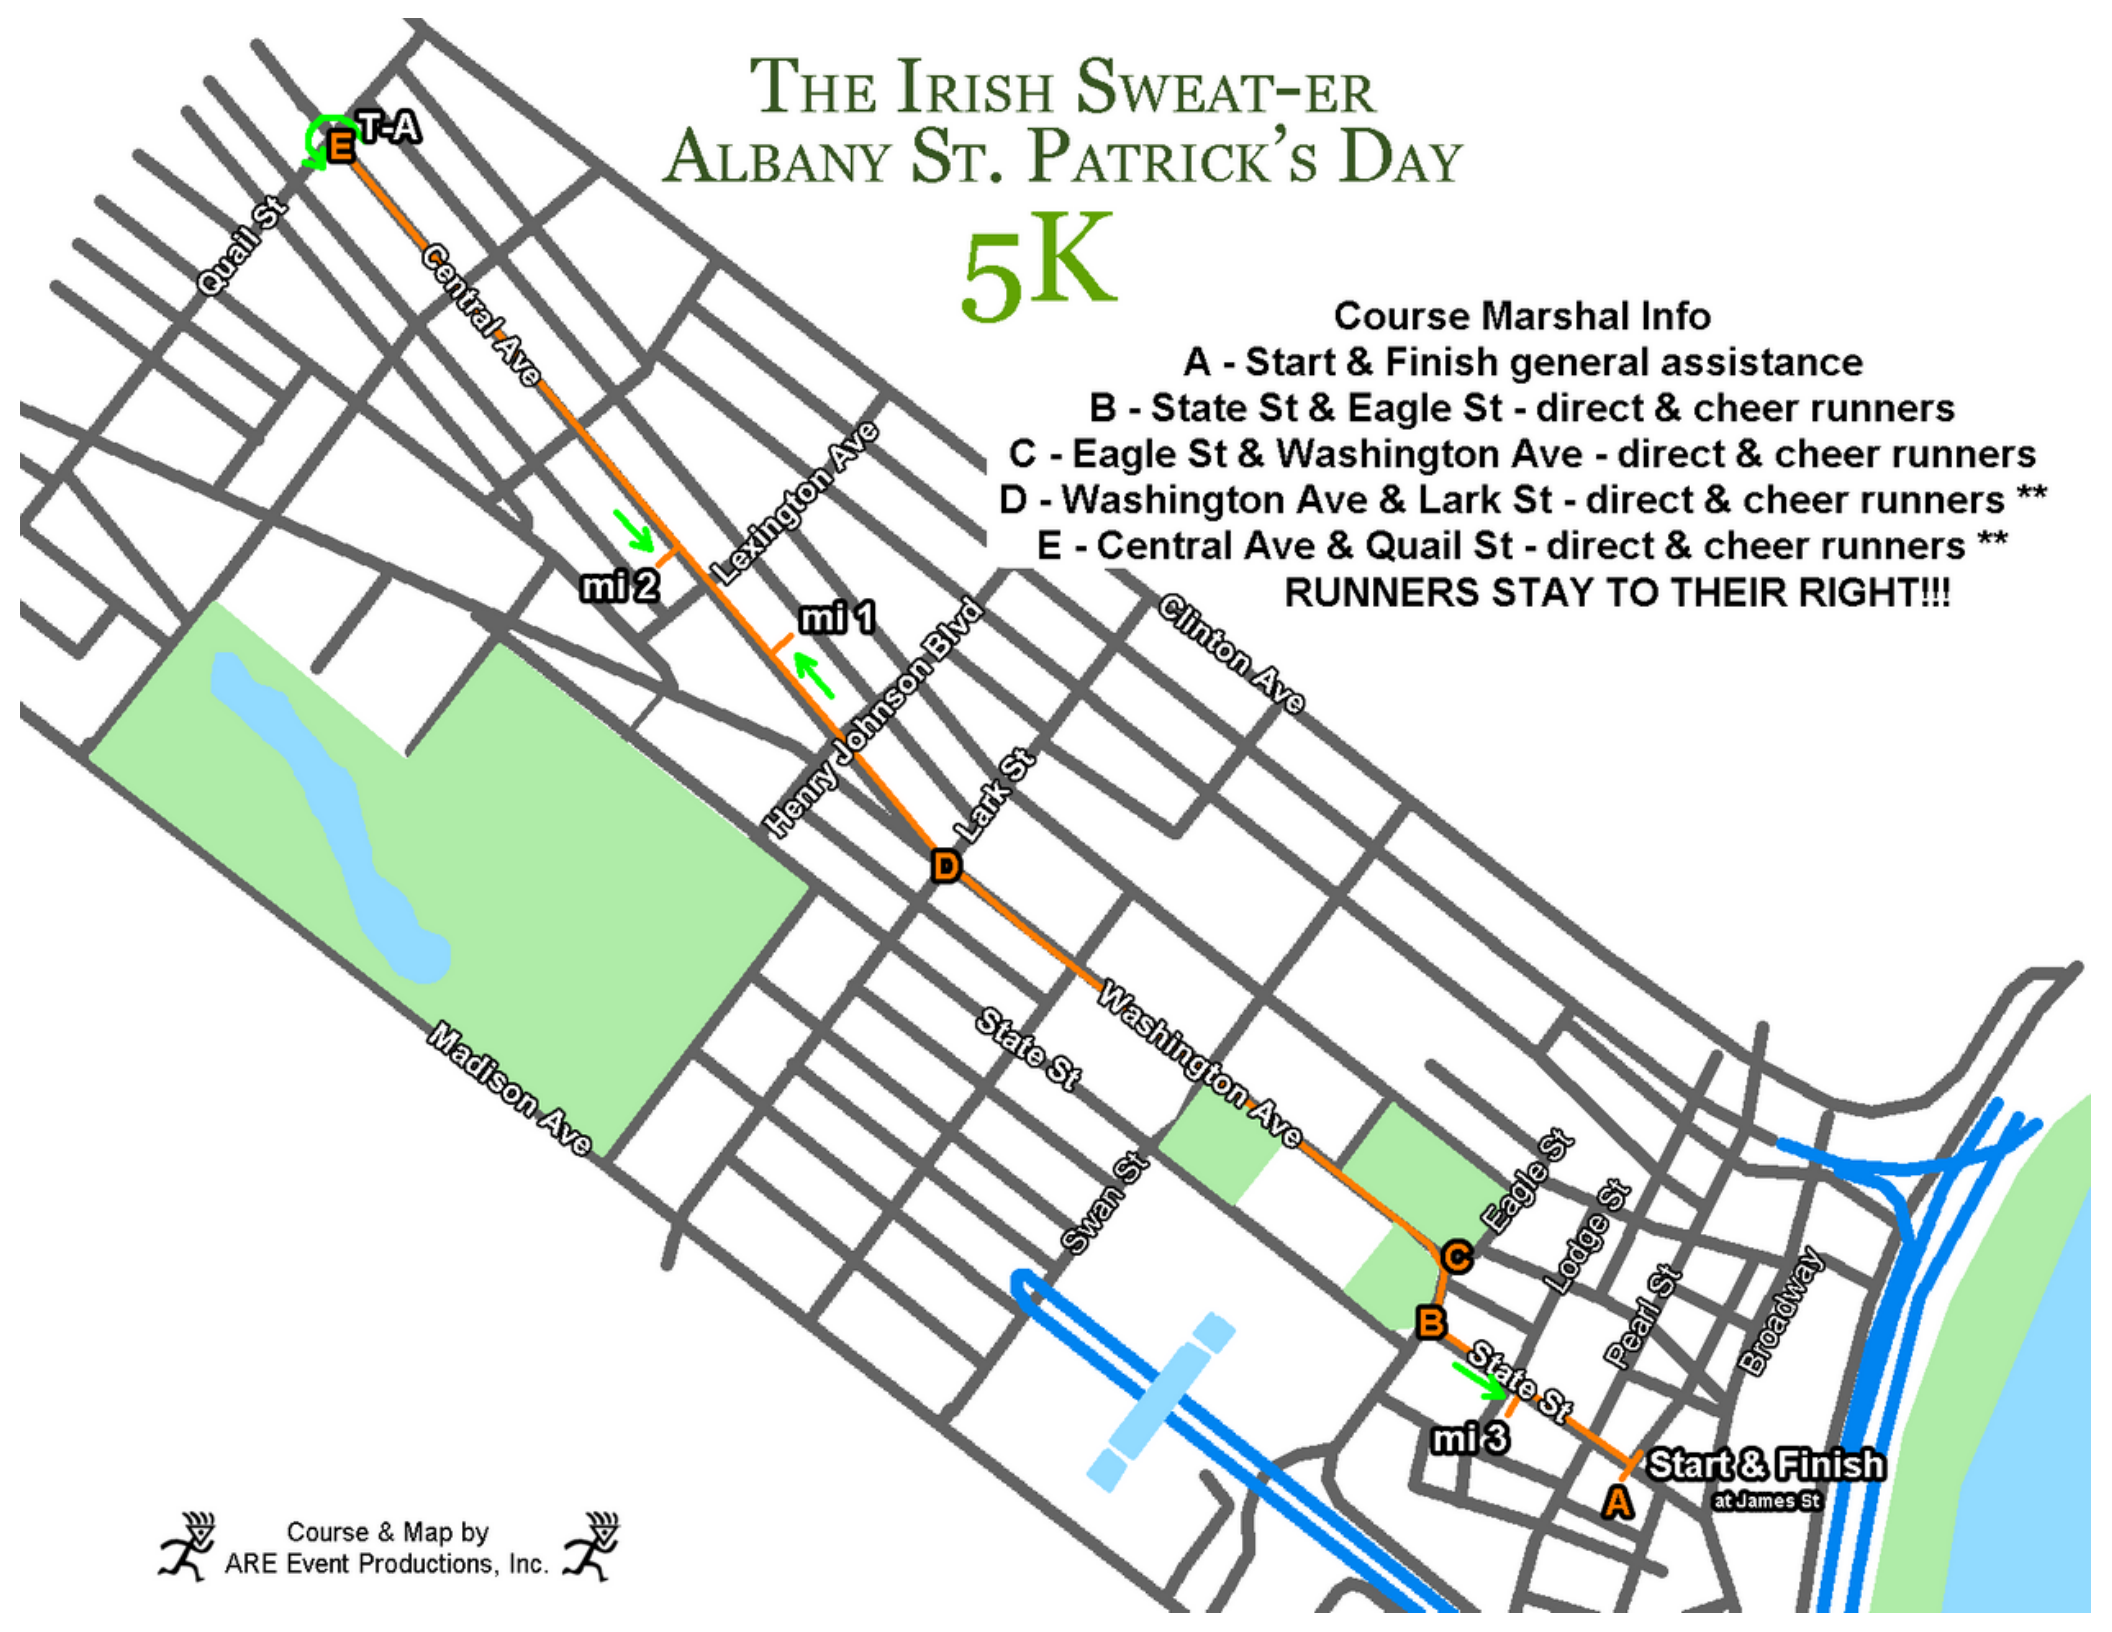 The Irish Sweat-er
Albany St. Patrick's Day
5K
Course Marshal Info
A - Start & Finish general assistance
B - State St & Eagle St - direct & cheer runners
C - Eagle St & Washington Ave - direct & cheer runners
D - Washington Ave & Lark St - direct & cheer runners **
E - Central Ave & Quail St - direct & cheer runners **
RUNNERS STAY TO THEIR RIGHT!!!
E
T-A
Quail St
Central Ave
Lexington Ave
mi 2
mi 1
Henry Johnson Blvd
Clinton Ave
Lark St
D
Washington Ave
State St
Madison Ave
Swan St
Eagle St
Lodge St
Pearl St
Broadway
C
B
State St
mi 3
Start & Finish
at James St
A
Course & Map by
ARE Event Productions, Inc.